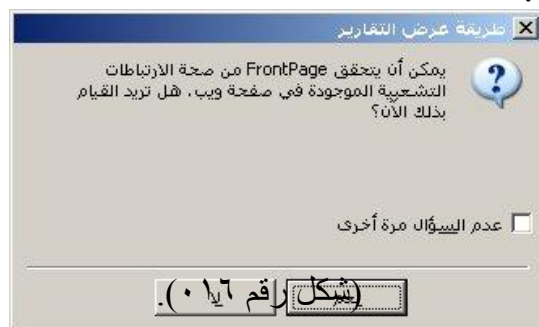 طريقة عرض التقارير
يمكن أن يتحقق FrontPage من صحة الارتباطات
التشعبية الموجودة في صفحة ويب. هل تريد القيام
بذلك الآن؟
عدم السؤال مرة أخرى
(شكل رقم ٠١٦).